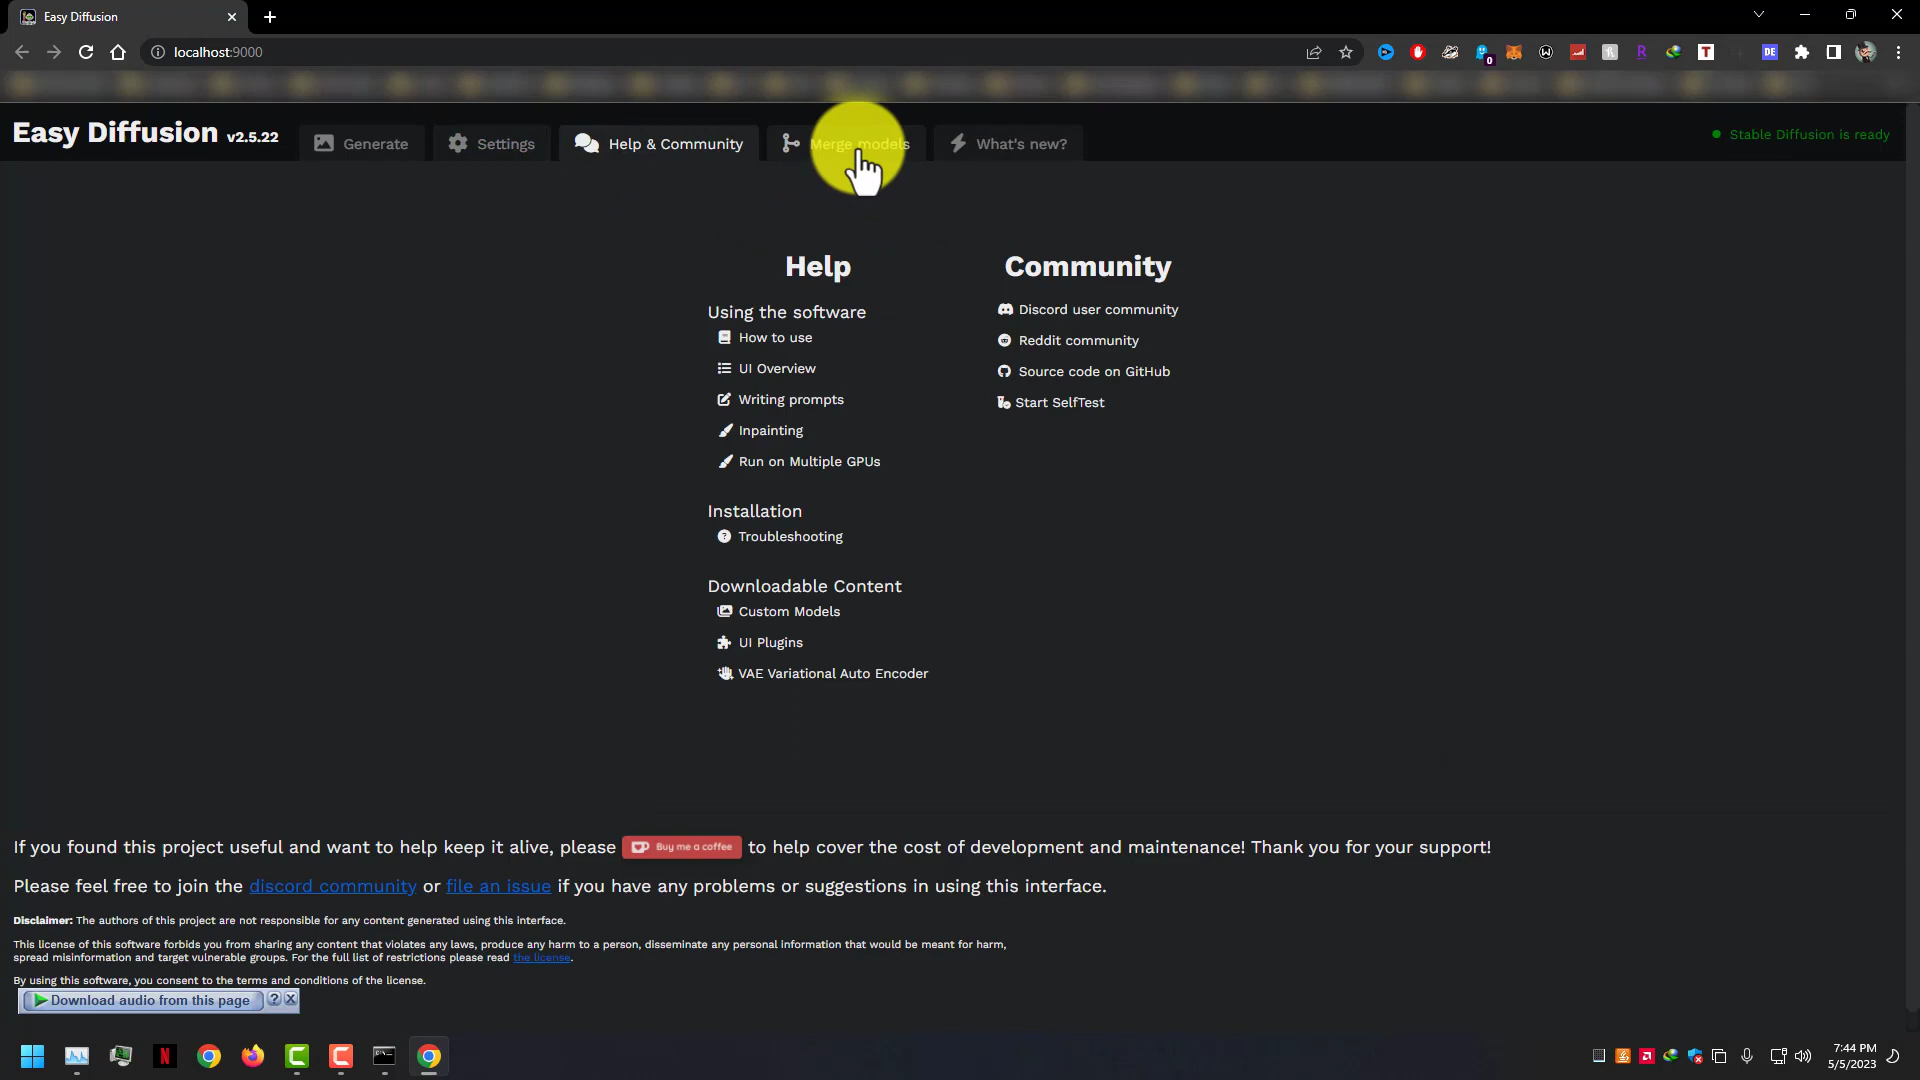 Easy Diffusion
localhost:9000
0
DE
Easy Diffusion v2.5.22
Generate
Settings
Help & Community
Merge models
What's new?
Stable Diffusion is ready
Help
Using the software
How to use
UI Overview
Writing prompts
Inpainting
Run on Multiple GPUs
Installation
Troubleshooting
Downloadable Content
Custom Models
UI Plugins
VAE Variational Auto Encoder
Community
Discord user community
Reddit community
Source code on GitHub
Start SelfTest
If you found this project useful and want to help keep it alive, please Buy me a coffee to help cover the cost of development and maintenance! Thank you for your support!
Please feel free to join the discord community or file an issue if you have any problems or suggestions in using this interface.
Disclaimer: The authors of this project are not responsible for any content generated using this interface.
This license of this software forbids you from sharing any content that violates any laws, produce any harm to a person, disseminate any personal information that would be meant for harm,
spread misinformation and target vulnerable groups. For the full list of restrictions please read the license.
By using this software, you consent to the terms and conditions of the license.
Download audio from this page
7:44 PM
5/5/2023